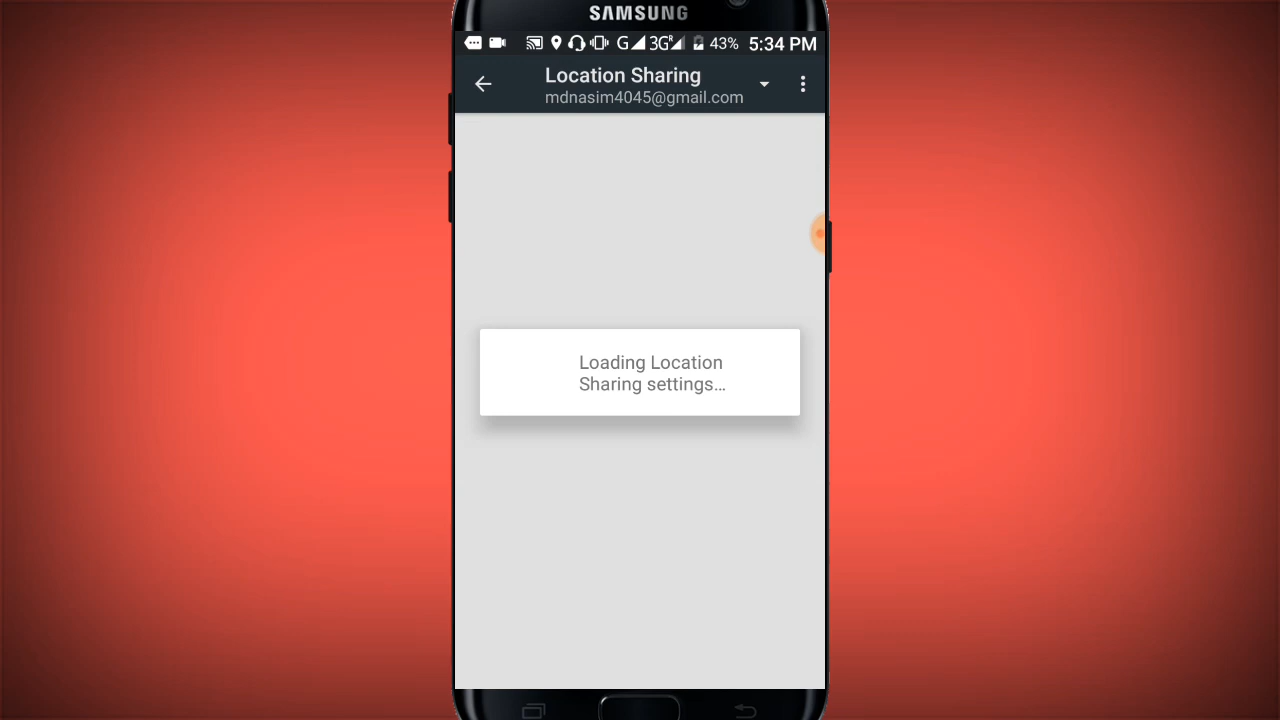 SAMSUNG
G 3G R 43% 5:34 PM
Location Sharing
mdnasim4045@gmail.com
Loading Location
Sharing settings...